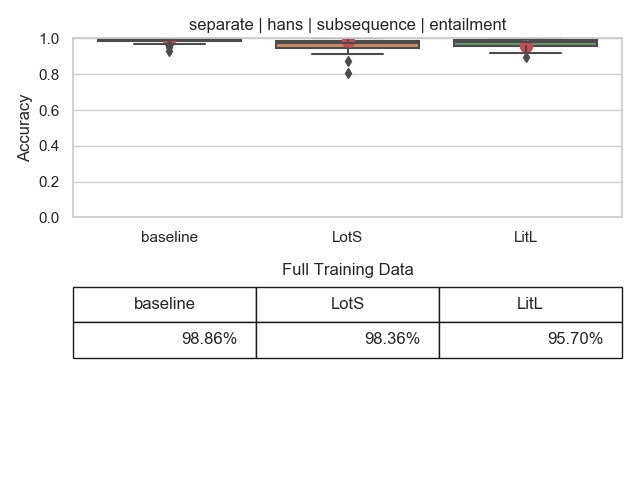 separate | hans | subsequence | entailment
1.0
0.8
0.6
0.4
0.2
0.0
Accuracy
baseline LotS LitL
Full Training Data
baseline LotS LitL
98.86% 98.36% 95.70%